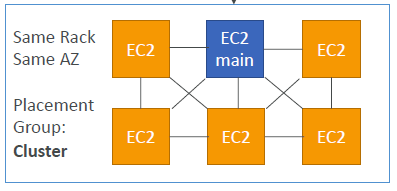 Same Rack
Same AZ
EC2
EC2
main
EC2
Placement
Group:
Cluster
EC2
EC2
EC2